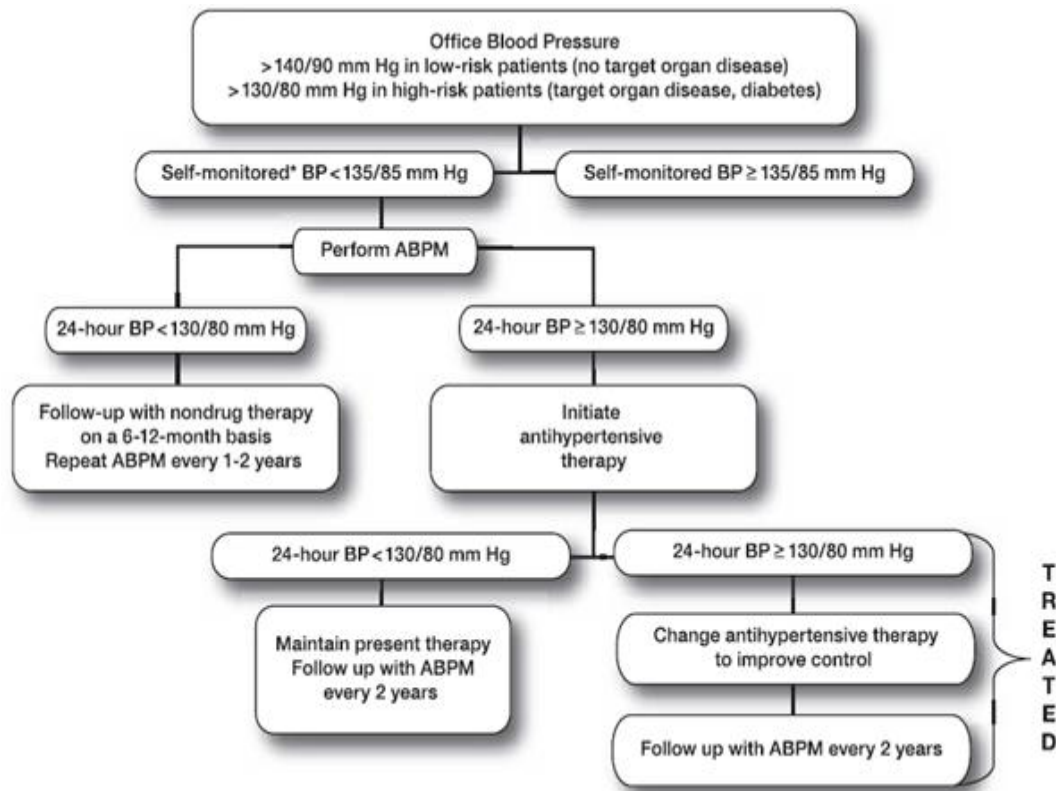 Office Blood Pressure
>140/90 mm Hg in low-risk patients (no target organ disease)
>130/80 mm Hg in high-risk patients (target organ disease, diabetes)
Self-monitored* BP < 135/85 mm Hg
Self-monitored BP ≥ 135/85 mm Hg
Perform ABPM
24-hour BP < 130/80 mm Hg
24-hour BP ≥ 130/80 mm Hg
Follow-up with nondrug therapy
on a 6-12-month basis
Repeat ABPM every 1-2 years
Initiate
antihypertensive
therapy
24-hour BP < 130/80 mm Hg
24-hour BP ≥ 130/80 mm Hg
Maintain present therapy
Follow up with ABPM
every 2 years
Change antihypertensive therapy
to improve control
Follow up with ABPM every 2 years
T
R
E
A
T
E
D